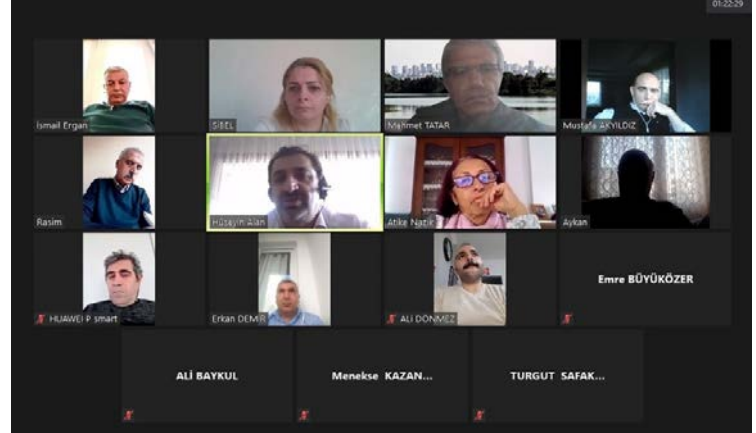 01:22:29
İsmail Ergan
SİBEL
Mehmet TATAR
Mustafa AKYILDIZ
Rasim
Hüseyin Alan
Atike Nazik
Aykan
HUAWEI P smart
Erkan DEMİR
ALİ DÖNMEZ
Emre BÜYÜKÖZER
ALİ BAYKUL
Menekse KAZAN...
TURGUT SAFAK...